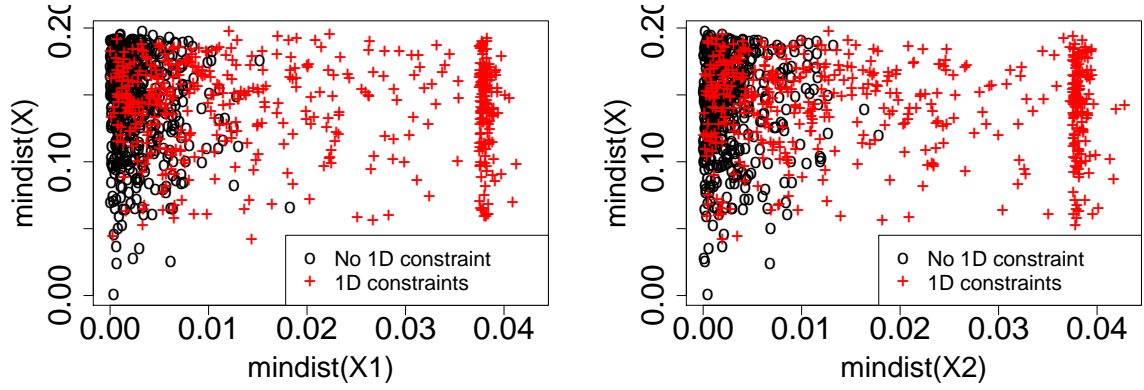 0.00 0.10 0.20
mindist(X)
0.00 0.01 0.02 0.03 0.04
mindist(X1)
o No 1D constraint
+ 1D constraints
0.00 0.10 0.20
mindist(X)
0.00 0.01 0.02 0.03 0.04
mindist(X2)
o No 1D constraint
+ 1D constraints